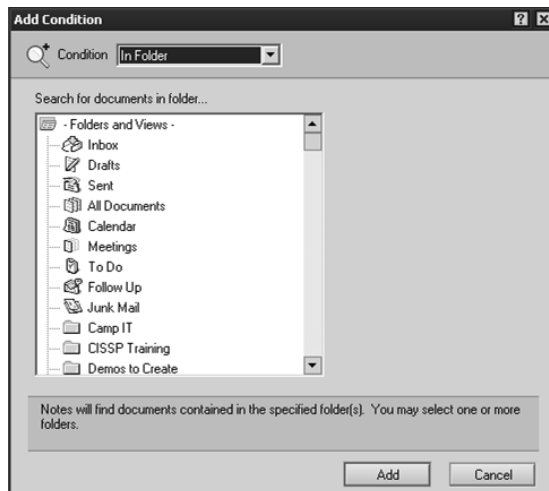 Add Condition
Condition In Folder
Search for documents in folder...
- Folders and Views -
Inbox
Drafts
Sent
All Documents
Calendar
Meetings
To Do
Follow Up
Junk Mail
Camp IT
CISSP Training
Demos to Create
Notes will find documents contained in the specified folder(s). You may select one or more
folders.
Add Cancel